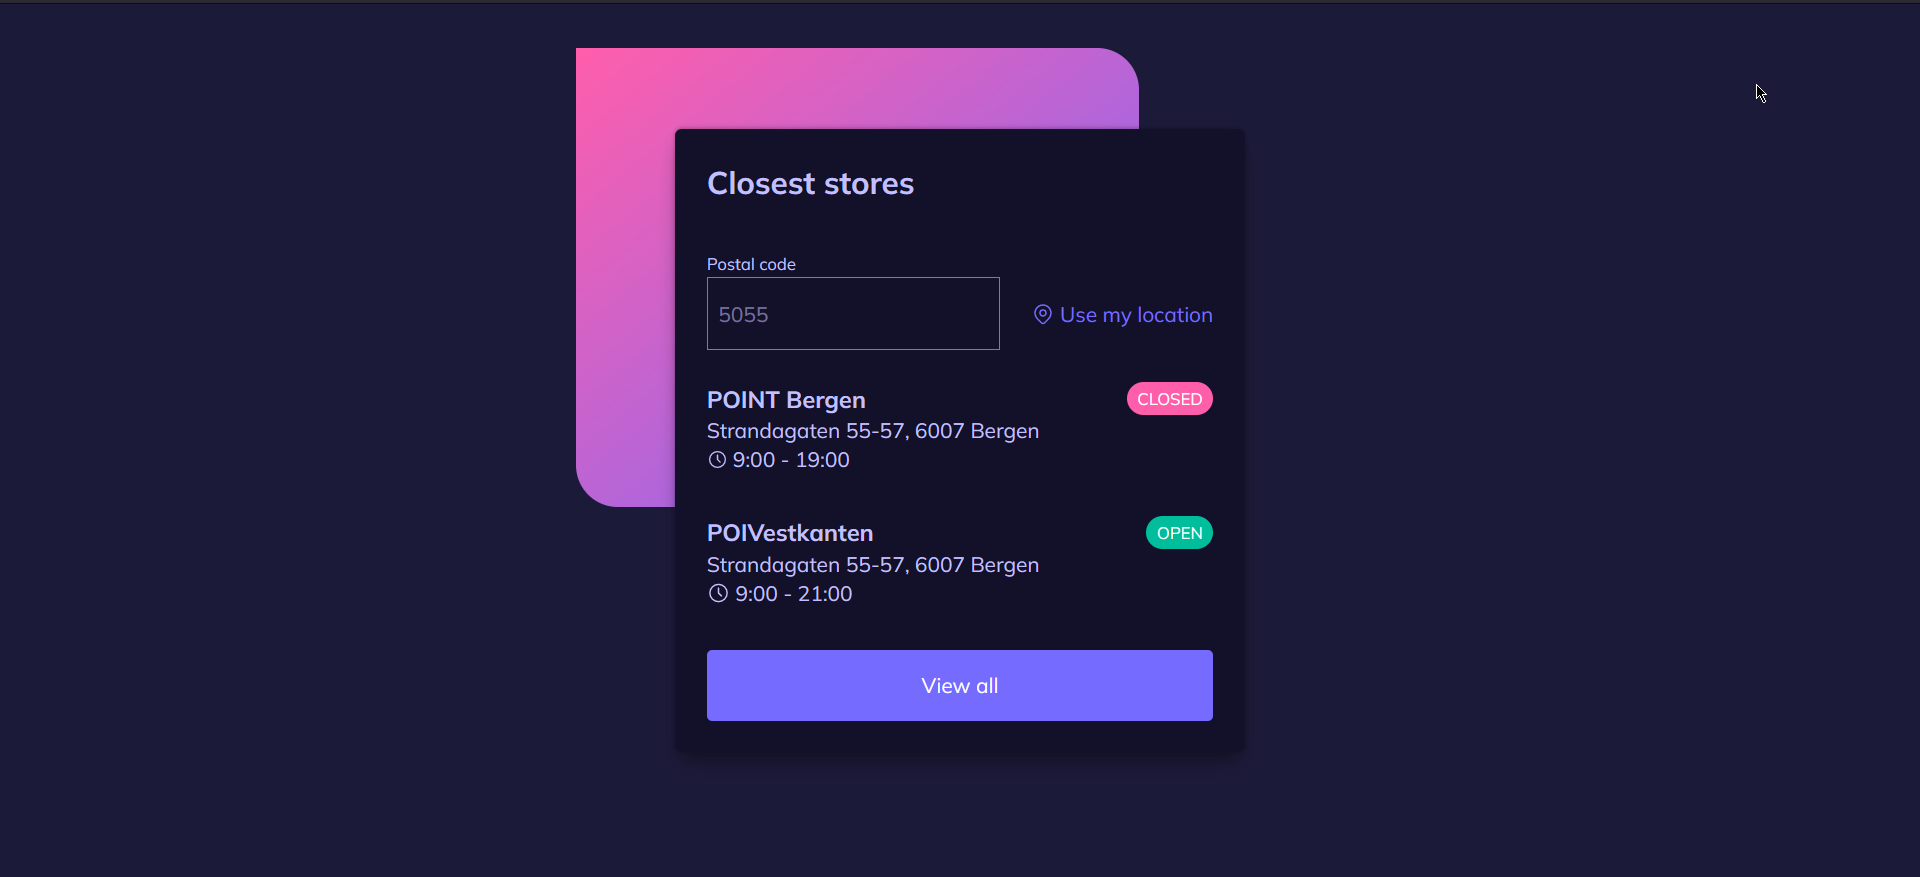 Closest stores
Postal code
5055
Use my location
POINT Bergen
CLOSED
Strandagaten 55-57, 6007 Bergen
9:00 - 19:00
POIVestkanten
OPEN
Strandagaten 55-57, 6007 Bergen
9:00 - 21:00
View all